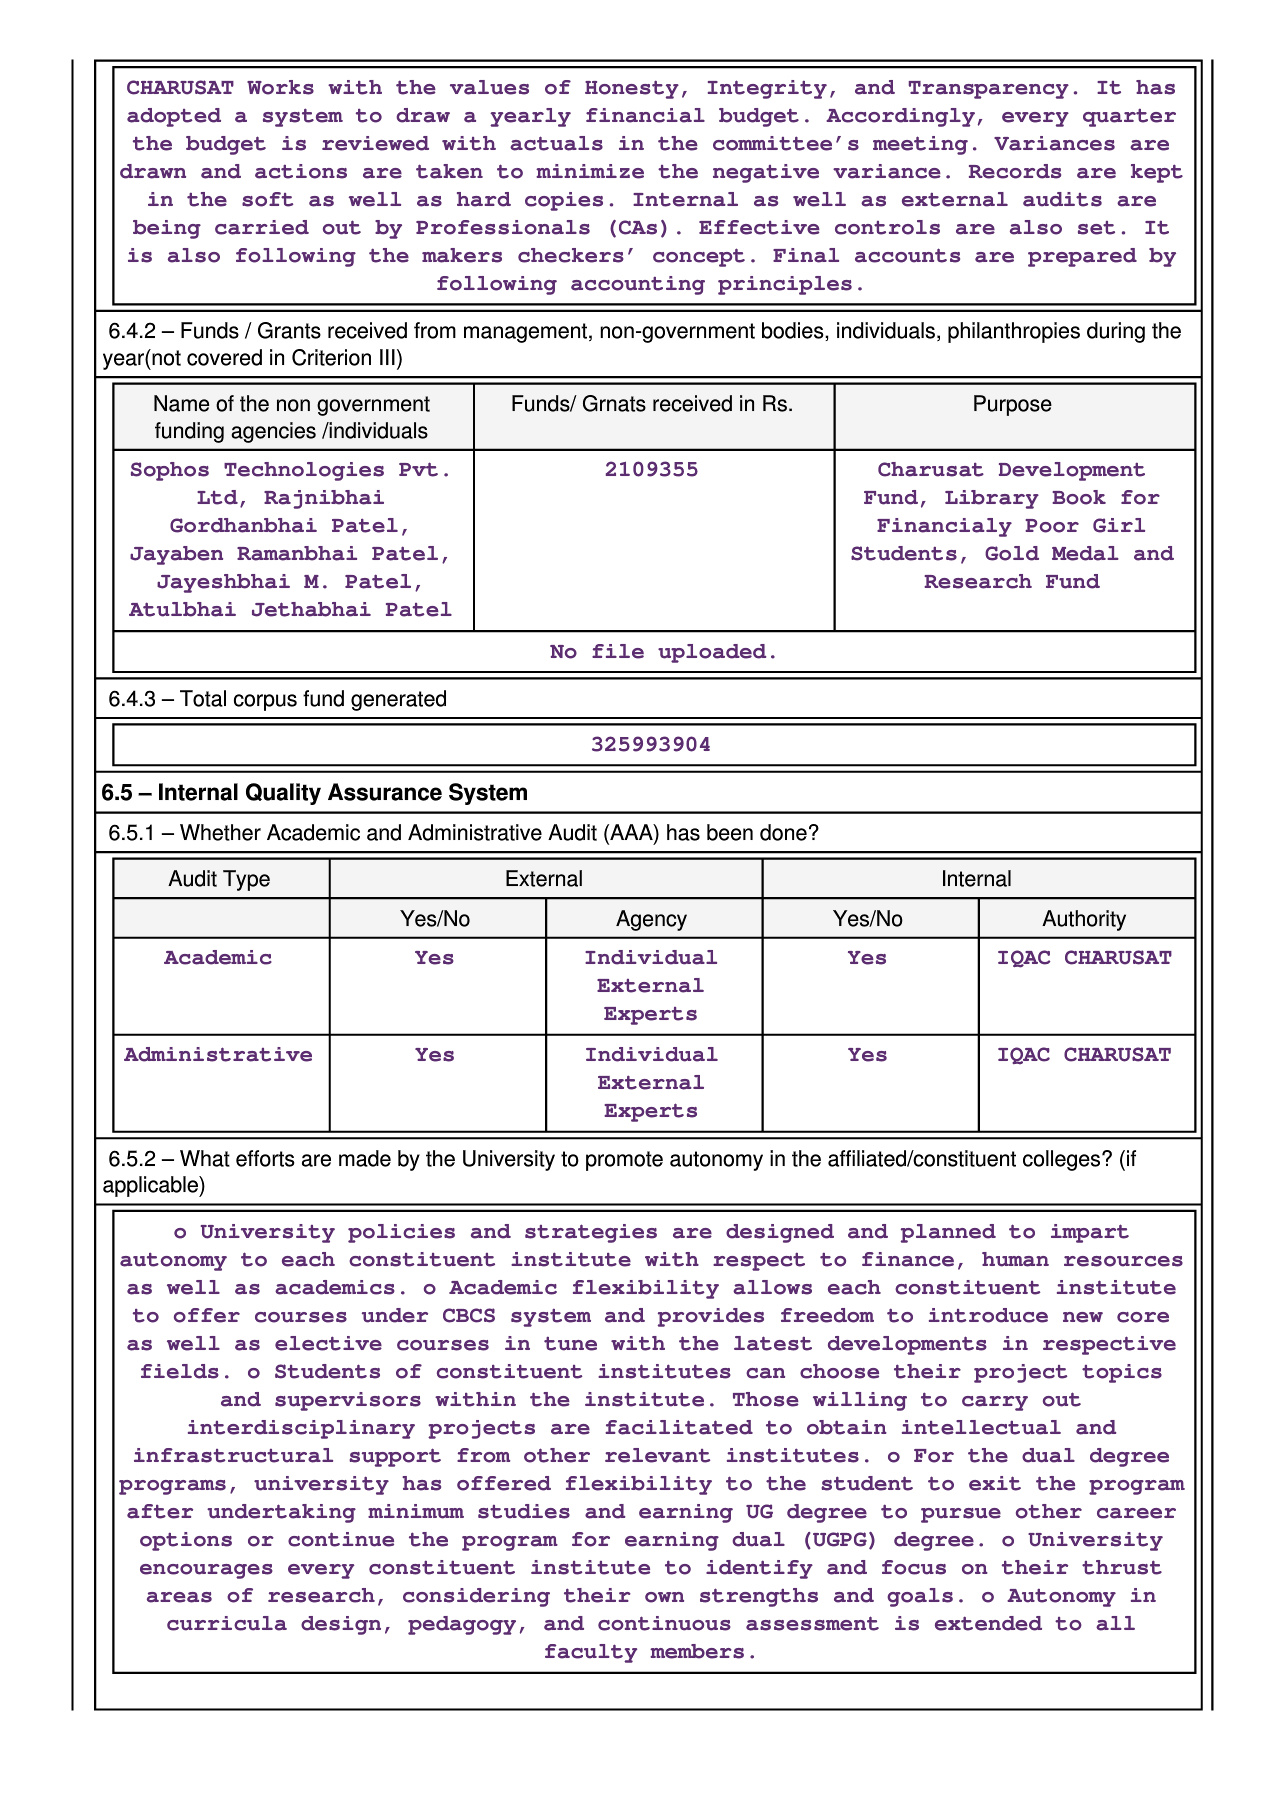 CHARUSAT Works with the values of Honesty, Integrity, and Transparency. It has
adopted a system to draw a yearly financial budget. Accordingly, every quarter
the budget is reviewed with actuals in the committee’s meeting. Variances are
drawn and actions are taken to minimize the negative variance. Records are kept
in the soft as well as hard copies. Internal as well as external audits are
being carried out by Professionals (CAs). Effective controls are also set. It
is also following the makers checkers’ concept. Final accounts are prepared by
following accounting principles.
6.4.2 – Funds / Grants received from management, non-government bodies, individuals, philanthropies during the
year(not covered in Criterion III)
Name of the non government
funding agencies /individuals
Funds/ Grnats received in Rs.
Purpose
Sophos Technologies Pvt.
Ltd, Rajnibhai
Gordhanbhai Patel,
Jayaben Ramanbhai Patel,
Jayeshbhai M. Patel,
Atulbhai Jethabhai Patel
2109355
Charusat Development
Fund, Library Book for
Financialy Poor Girl
Students, Gold Medal and
Research Fund
No file uploaded.
6.4.3 – Total corpus fund generated
325993904
6.5 – Internal Quality Assurance System
6.5.1 – Whether Academic and Administrative Audit (AAA) has been done?
Audit Type External Internal
Yes/No Agency Yes/No Authority
Academic Yes Individual Yes IQAC CHARUSAT
External
Experts
Administrative Yes Individual Yes IQAC CHARUSAT
External
Experts
6.5.2 – What efforts are made by the University to promote autonomy in the affiliated/constituent colleges? (if
applicable)
o University policies and strategies are designed and planned to impart
autonomy to each constituent institute with respect to finance, human resources
as well as academics. o Academic flexibility allows each constituent institute
to offer courses under CBCS system and provides freedom to introduce new core
as well as elective courses in tune with the latest developments in respective
fields. o Students of constituent institutes can choose their project topics
and supervisors within the institute. Those willing to carry out
interdisciplinary projects are facilitated to obtain intellectual and
infrastructural support from other relevant institutes. o For the dual degree
programs, university has offered flexibility to the student to exit the program
after undertaking minimum studies and earning UG degree to pursue other career
options or continue the program for earning dual (UGPG) degree. o University
encourages every constituent institute to identify and focus on their thrust
areas of research, considering their own strengths and goals. o Autonomy in
curricula design, pedagogy, and continuous assessment is extended to all
faculty members.